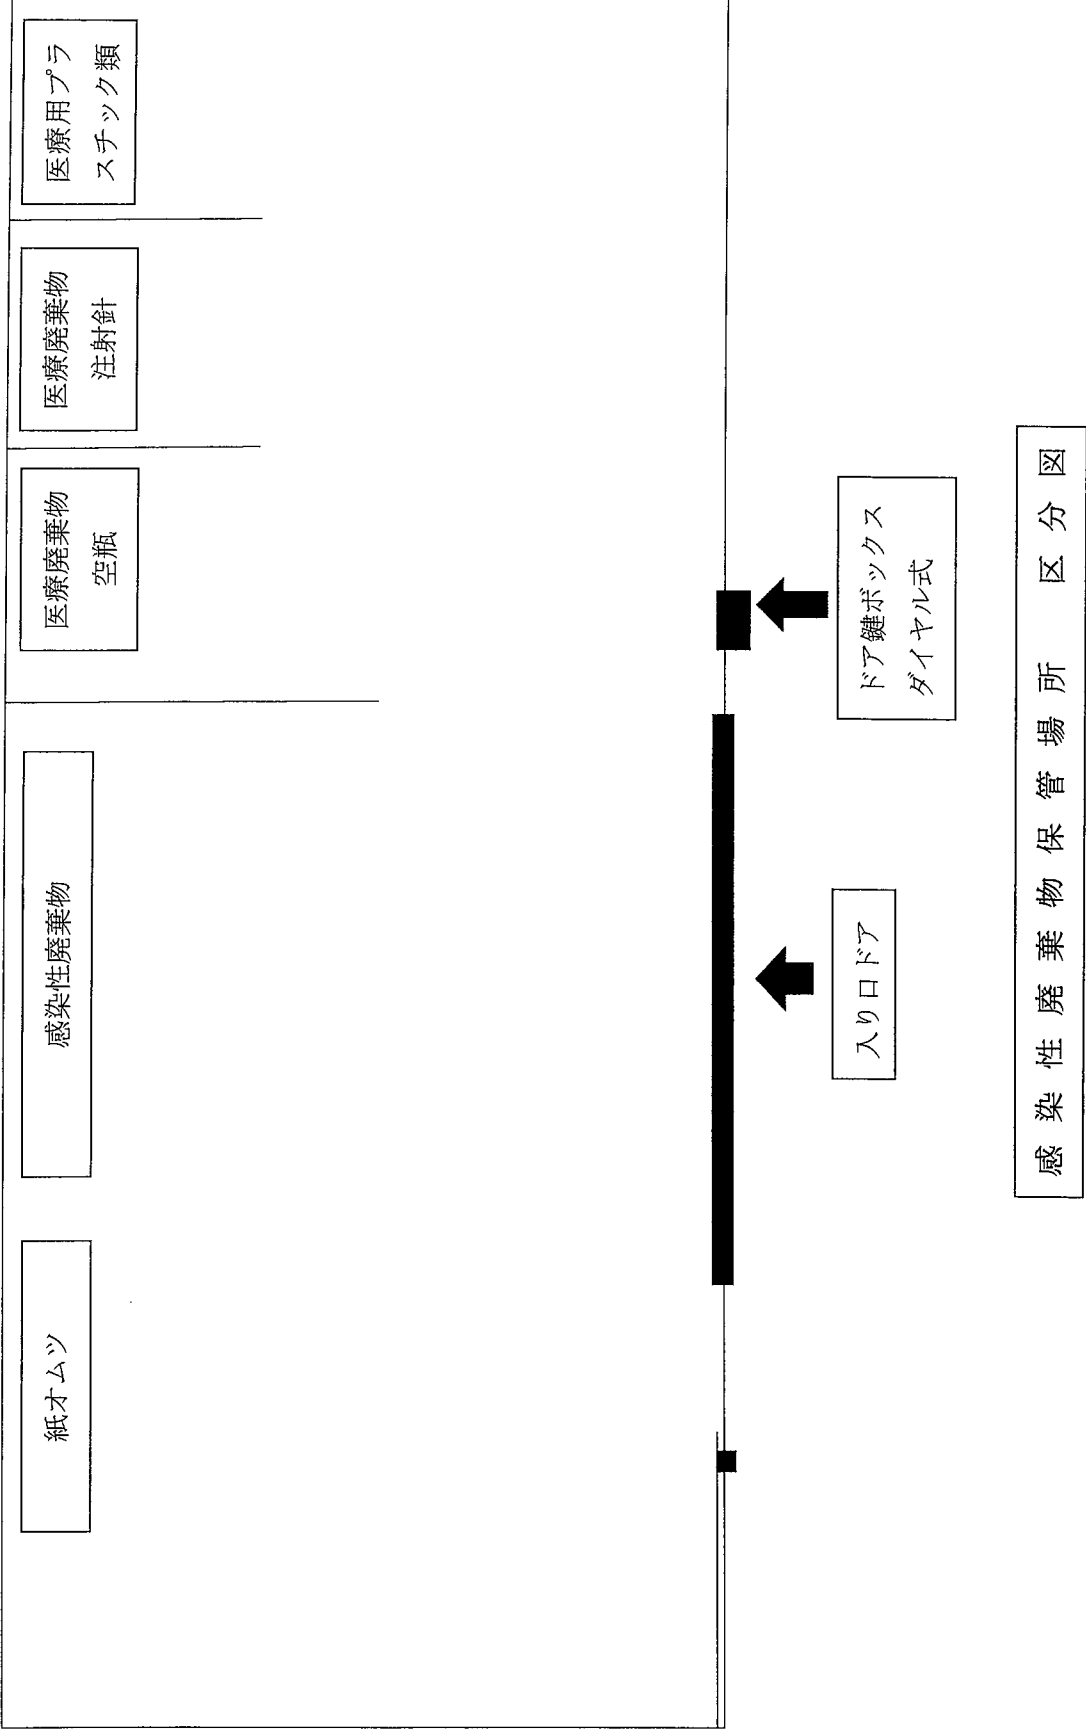 紙オムツ
感染性廃棄物
医療廃棄物
空瓶
医療廃棄物
注射針
医療用プラ
スチック類
入り口ドア
ドア鍵ボックス
ダイヤル式
感染性廃棄物保管場所　区分図